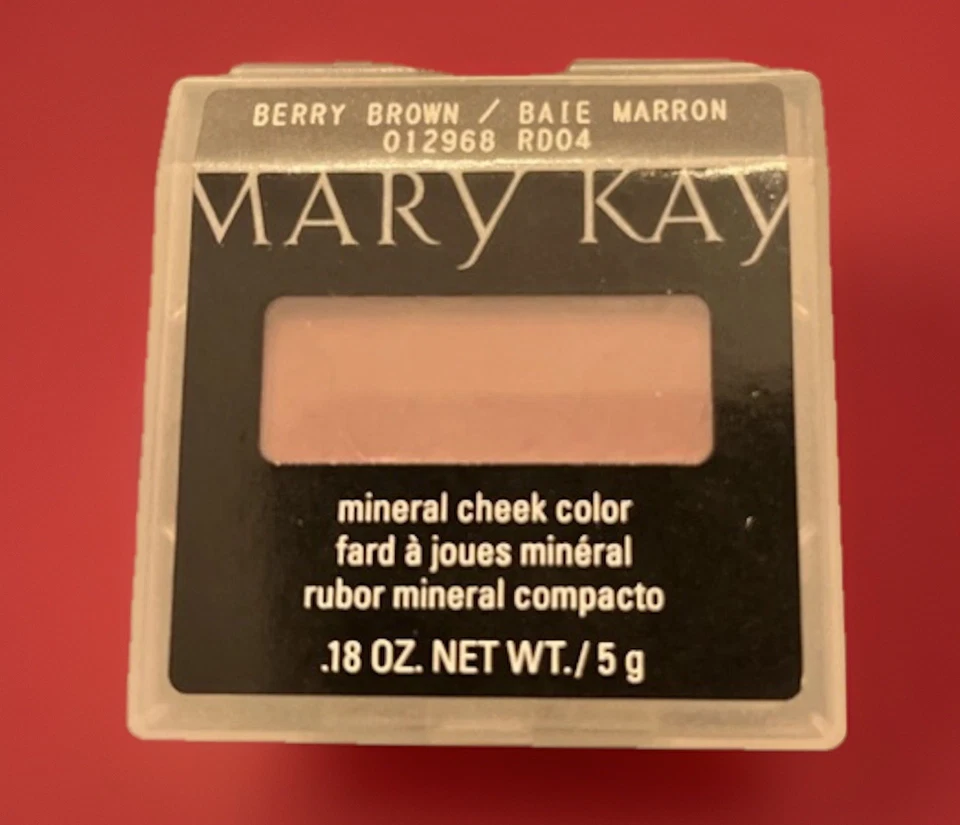 BERRY BROWN / BAIE MARRON
012968 RD04
MARY KAY
mineral cheek color
fard à joues minéral
rubor mineral compacto
.18 OZ. NET WT./ 5 g